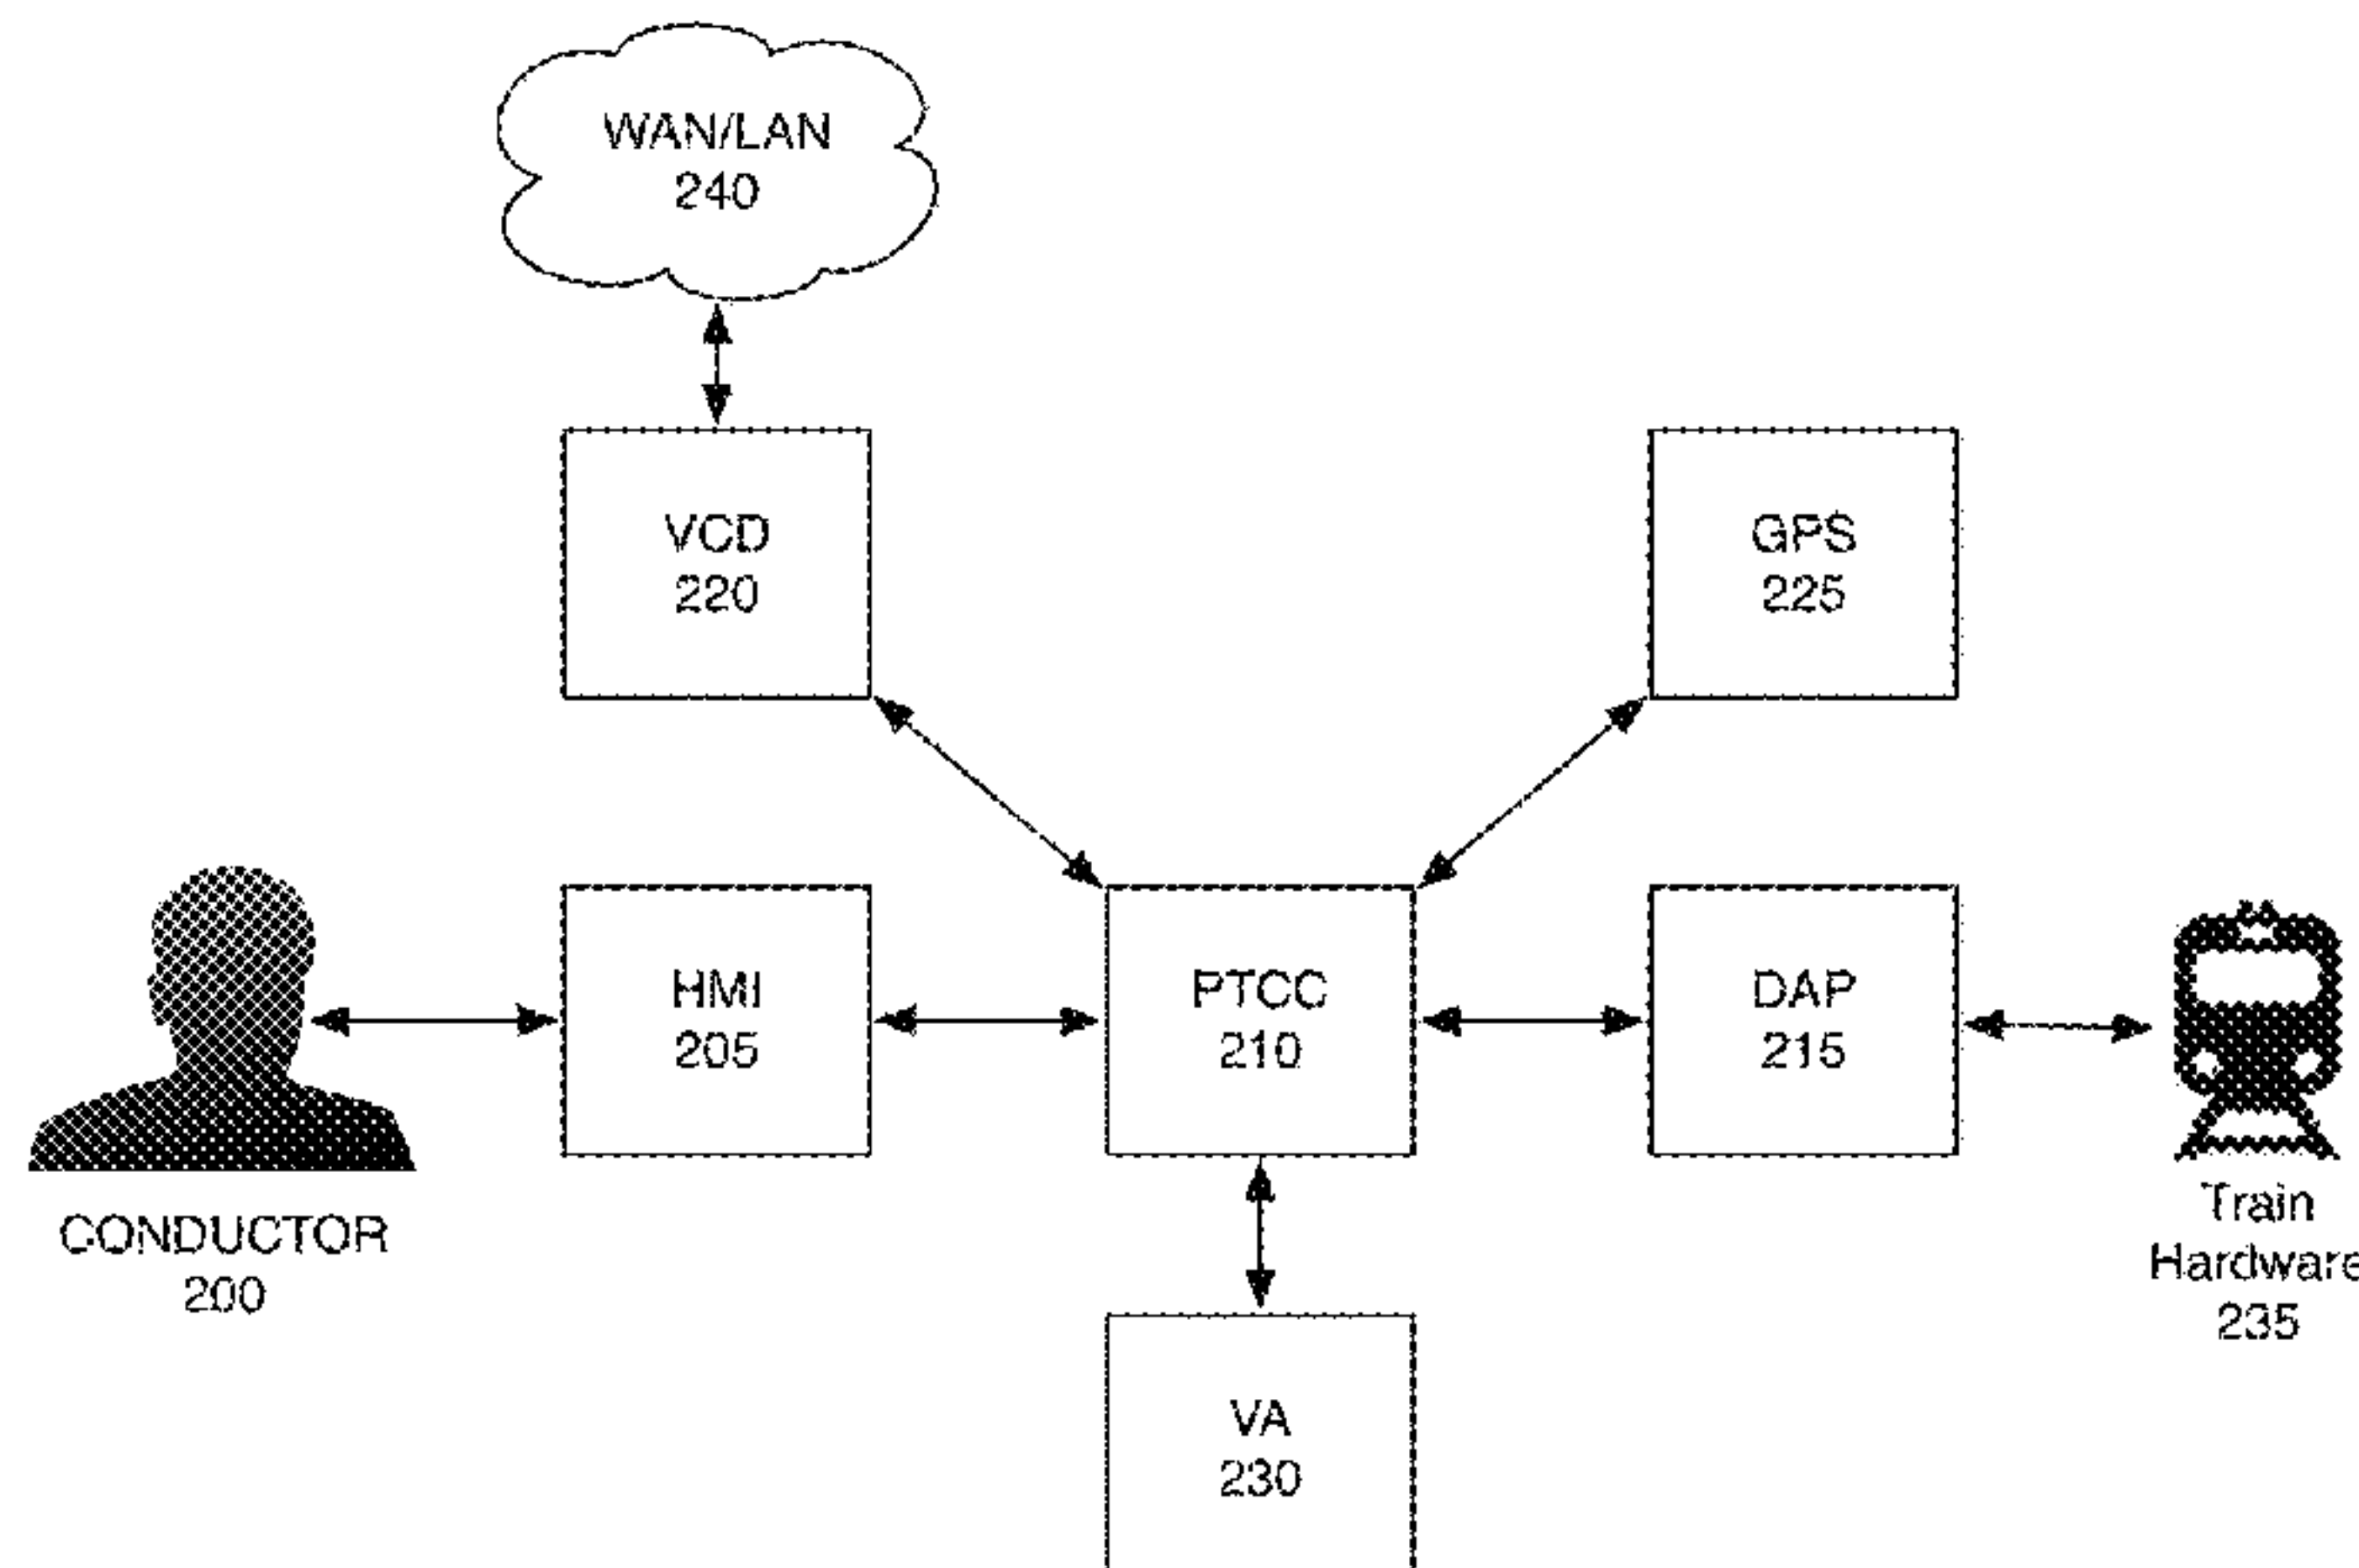 WAN/LAN
240
VCD
220
GPS
225
HMI
205
PTCC
210
DAP
215
CONDUCTOR
200
Train
Hardware
235
VA
230